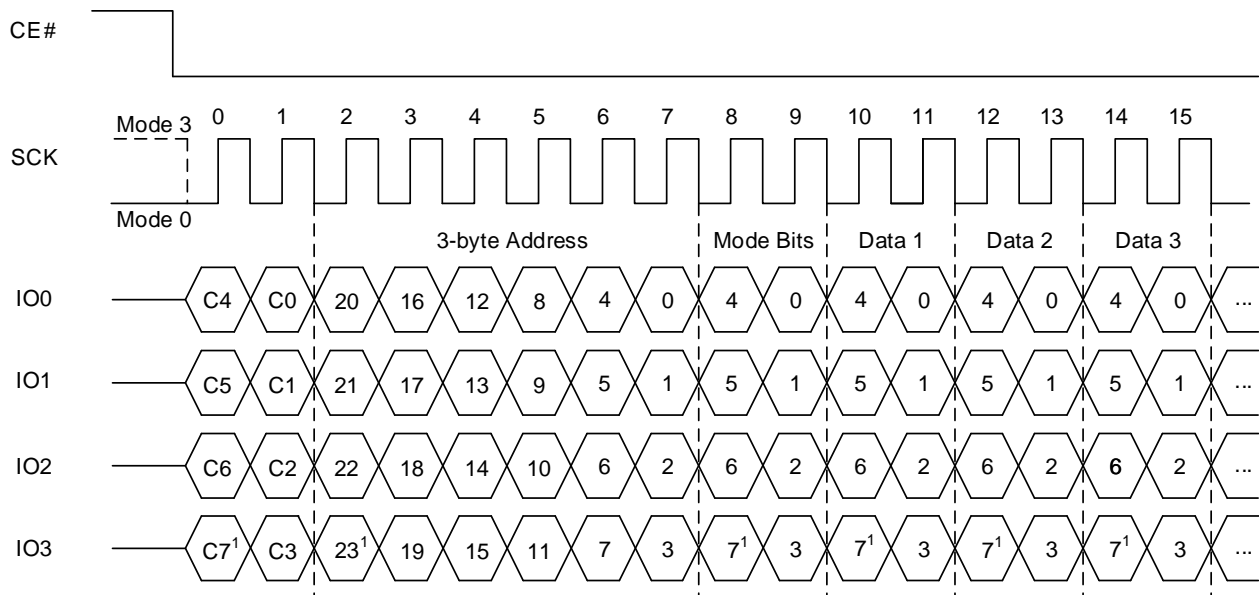 CE#
0 1 2 3 4 5 6 7 8 9 10 11 12 13 14 15
Mode 3
SCK
Mode 0
3-byte Address Mode Bits Data 1 Data 2 Data 3
IO0 C4 C0 20 16 12 8 4 0 4 0 4 0 4 0 4 0 ...
IO1 C5 C1 21 17 13 9 5 1 5 1 5 1 5 1 5 1 ...
IO2 C6 C2 22 18 14 10 6 2 6 2 6 2 6 2 6 2 ...
IO3 C7¹ C3 23¹ 19 15 11 7 3 7¹ 3 7¹ 3 7¹ 3 7¹ 3 ...